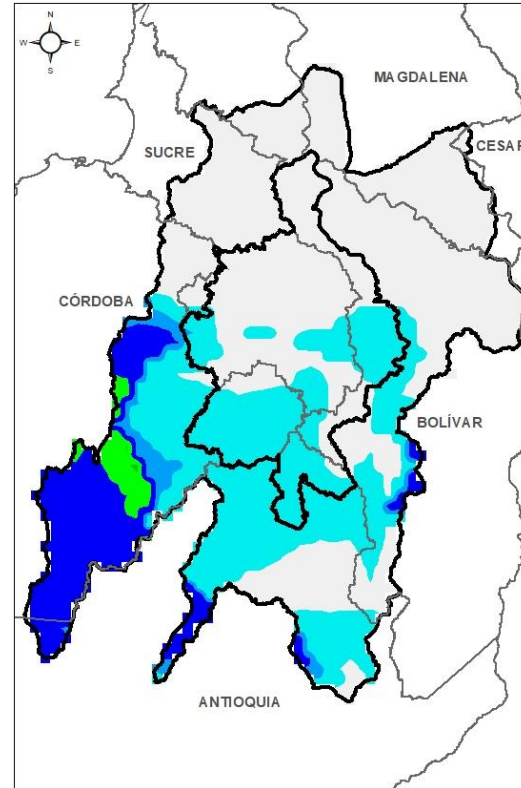 N
W E
S
MAGDALENA
SUCRE
CESAR
CÓRDOBA
BOLÍVAR
ANTIOQUIA